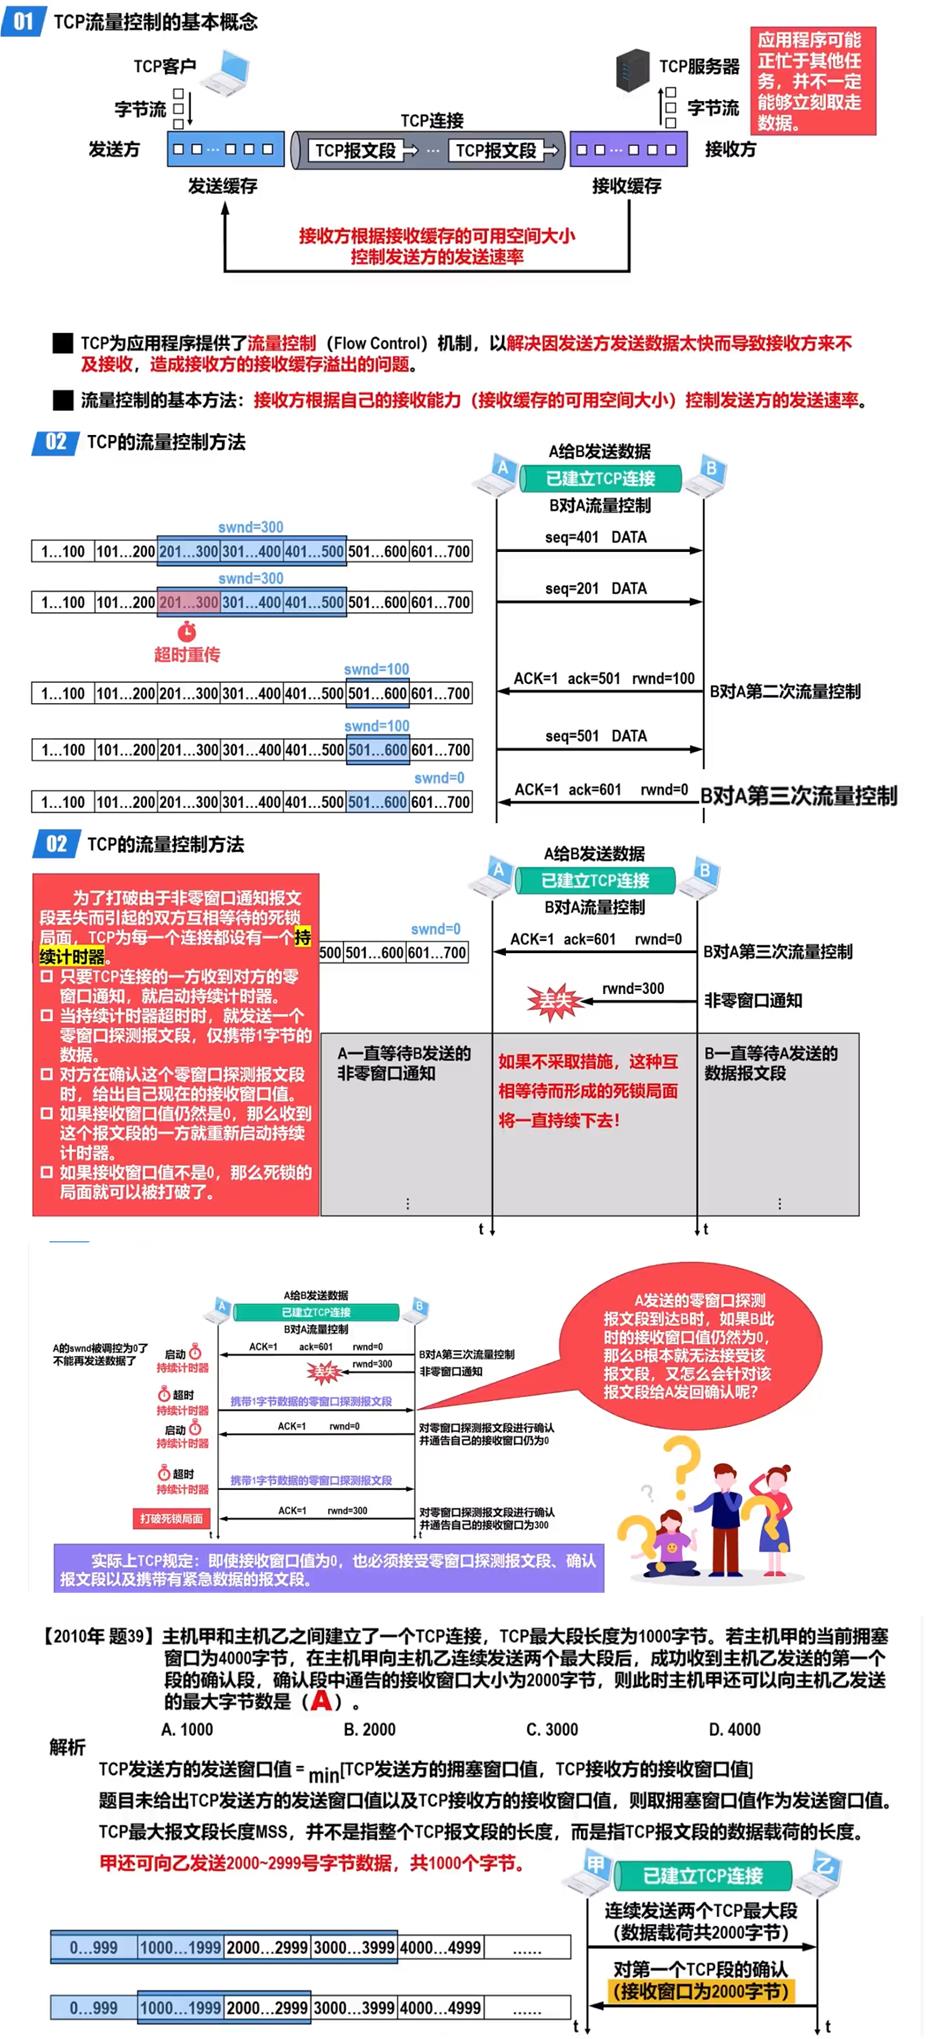 01 TCP流量控制的基本概念
应用程序可能
正忙于其他任
务，并不一定
能够立刻取走
数据。
TCP客户
TCP服务器
字节流
字节流
TCP连接
发送方
TCP报文段 … TCP报文段
接收方
发送缓存
接收缓存
接收方根据接收缓存的可用空间大小
控制发送方的发送速率
TCP为应用程序提供了流量控制（Flow Control）机制，以解决因发送方发送数据太快而导致接收方来不
及接收，造成接收方的接收缓存溢出的问题。
流量控制的基本方法：接收方根据自己的接收能力（接收缓存的可用空间大小）控制发送方的发送速率。
02 TCP的流量控制方法
A给B发送数据
A 已建立TCP连接 B
B对A流量控制
swnd=300
1…100 101…200 201…300 301…400 401…500 501…600 601…700
seq=401 DATA
swnd=300
1…100 101…200 201…300 301…400 401…500 501…600 601…700
seq=201 DATA
超时重传
swnd=100
1…100 101…200 201…300 301…400 401…500 501…600 601…700
ACK=1 ack=501 rwnd=100
B对A第二次流量控制
swnd=100
1…100 101…200 201…300 301…400 401…500 501…600 601…700
seq=501 DATA
swnd=0
1…100 101…200 201…300 301…400 401…500 501…600 601…700
ACK=1 ack=601 rwnd=0
B对A第三次流量控制
02 TCP的流量控制方法
A给B发送数据
A 已建立TCP连接 B
B对A流量控制
为了打破由于非零窗口通知报文
段丢失而引起的双方互相等待的死锁
局面，TCP为每一个连接都设有一个持
续计时器。
只要TCP连接的一方收到对方的零
窗口通知，就启动持续计时器。
当持续计时器超时时，就发送一个
零窗口探测报文段，仅携带1字节的
数据。
对方在确认这个零窗口探测报文段
时，给出自己现在的接收窗口值。
如果接收窗口值仍然是0，那么收到
这个报文段的一方就重新启动持续
计时器。
如果接收窗口值不是0，那么死锁的
局面就可以被打破了。
swnd=0
500 501…600 601…700
ACK=1 ack=601 rwnd=0
B对A第三次流量控制
丢失
rwnd=300
非零窗口通知
A一直等待B发送的
非零窗口通知
如果不采取措施，这种互
相等待而形成的死锁局面
将一直持续下去！
B一直等待A发送的
数据报文段
⋮
⋮
t
t
A给B发送数据
A 已建立TCP连接 B
B对A流量控制
A的swnd被调控为0了
不能再发送数据了
启动
持续计时器
ACK=1 ack=601 rwnd=0
B对A第三次流量控制
丢失
rwnd=300
非零窗口通知
超时
持续计时器
携带1字节数据的零窗口探测报文段
启动
持续计时器
ACK=1 rwnd=0
对零窗口探测报文段进行确认
并通告自己的接收窗口仍为0
超时
持续计时器
携带1字节数据的零窗口探测报文段
打破死锁局面
ACK=1 rwnd=300
对零窗口探测报文段进行确认
并通告自己的接收窗口为300
t
t
A发送的零窗口探测
报文段到达B时，如果B此
时的接收窗口值仍然为0，
那么B根本就无法接受该
报文段，又怎么会针对该
报文段给A发回确认呢？
?
?
?
?
实际上TCP规定：即使接收窗口值为0，也必须接受零窗口探测报文段、确认
报文段以及携带有紧急数据的报文段。
【2010年 题39】主机甲和主机乙之间建立了一个TCP连接，TCP最大段长度为1000字节。若主机甲的当前拥塞
窗口为4000字节，在主机甲向主机乙连续发送两个最大段后，成功收到主机乙发送的第一个
段的确认段，确认段中通告的接收窗口大小为2000字节，则此时主机甲还可以向主机乙发送
的最大字节数是（A）。
A. 1000 B. 2000 C. 3000 D. 4000
解析
TCP发送方的发送窗口值 = min[TCP发送方的拥塞窗口值，TCP接收方的接收窗口值]
题目未给出TCP发送方的发送窗口值以及TCP接收方的接收窗口值，则取拥塞窗口值作为发送窗口值。
TCP最大报文段长度MSS，并不是指整个TCP报文段的长度，而是指TCP报文段的数据载荷的长度。
甲还可向乙发送2000~2999号字节数据，共1000个字节。
甲 已建立TCP连接 乙
连续发送两个TCP最大段
（数据载荷共2000字节）
0…999 1000…1999 2000…2999 3000…3999 4000…4999 ……
对第一个TCP段的确认
（接收窗口为2000字节）
0…999 1000…1999 2000…2999 3000…3999 4000…4999 ……
t
t